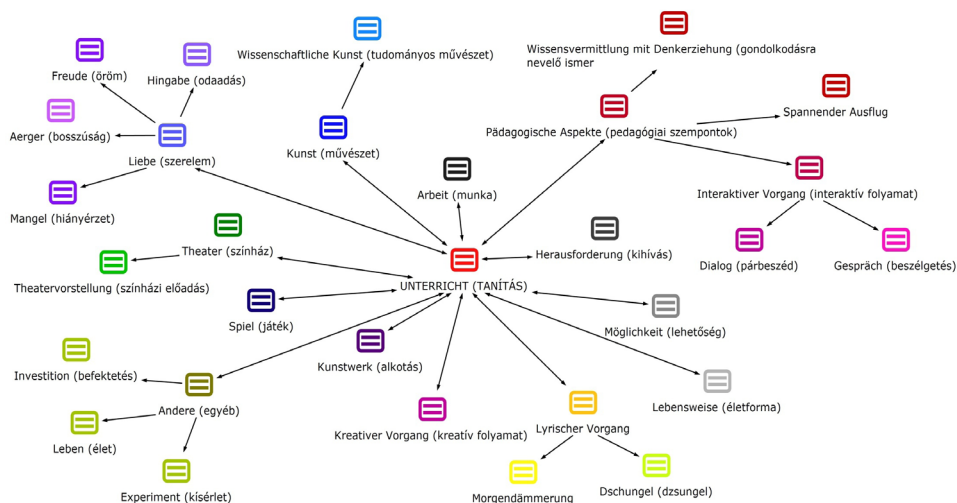 Wissenschaftliche Kunst (tudományos művészet)
Wissensvermittlung mit Denkerziehung (gondolkodásra
nevelő ismer
Freude (öröm)
Hingabe (odaadás)
Spannender Ausflug
Aerger (bosszúság)
Pädagogische Aspekte (pedagógiai szempontok)
Liebe (szerelem)
Kunst (művészet)
Arbeit (munka)
Interaktiver Vorgang (interaktív folyamat)
Mangel (hiányérzet)
Theater (színház)
Herausforderung (kihívás)
Dialog (párbeszéd)
Gespräch (beszélgetés)
Theatervorstellung (színházi előadás)
UNTERRICHT (TANÍTÁS)
Spiel (játék)
Möglichkeit (lehetőség)
Kunstwerk (alkotás)
Investition (befektetés)
Lebensweise (életforma)
Andere (egyéb)
Kreativer Vorgang (kreatív folyamat)
Lyrischer Vorgang
Leben (élet)
Experiment (kísérlet)
Morgendämmerung
Dschungel (dzsungel)